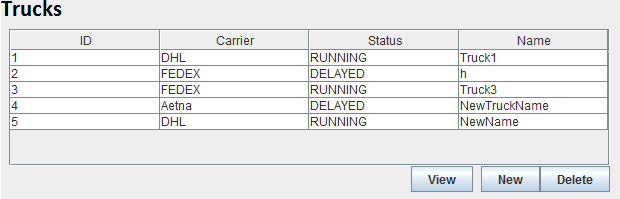 Trucks
ID Carrier Status Name
1 DHL RUNNING Truck1
2 FEDEX DELAYED h
3 FEDEX RUNNING Truck3
4 Aetna DELAYED NewTruckName
5 DHL RUNNING NewName
View New Delete